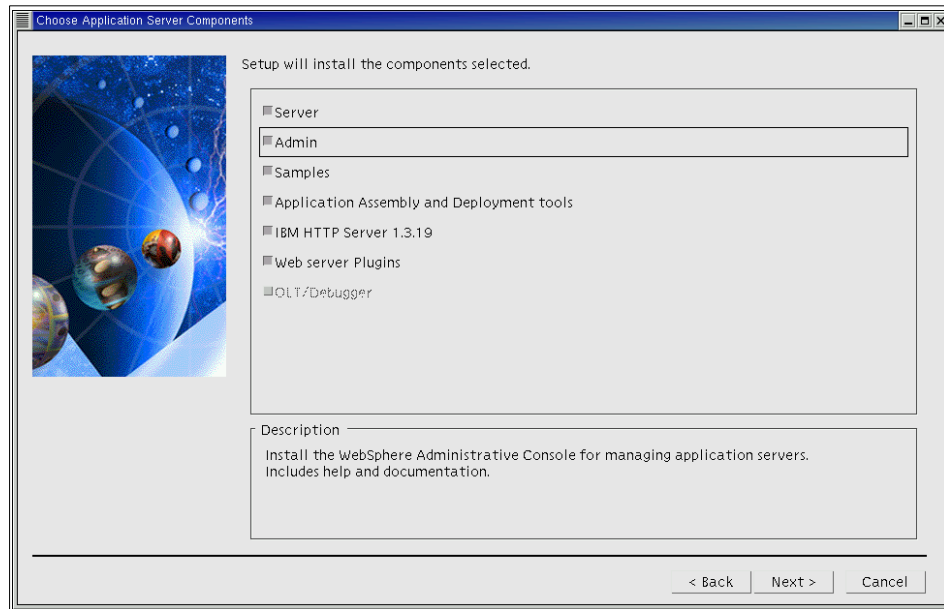 Choose Application Server Components
Setup will install the components selected.
Server
Admin
Samples
Application Assembly and Deployment tools
IBM HTTP Server 1.3.19
Web server Plugins
OLT/Debugger
Description
Install the WebSphere Administrative Console for managing application servers.
Includes help and documentation.
< Back
Next >
Cancel